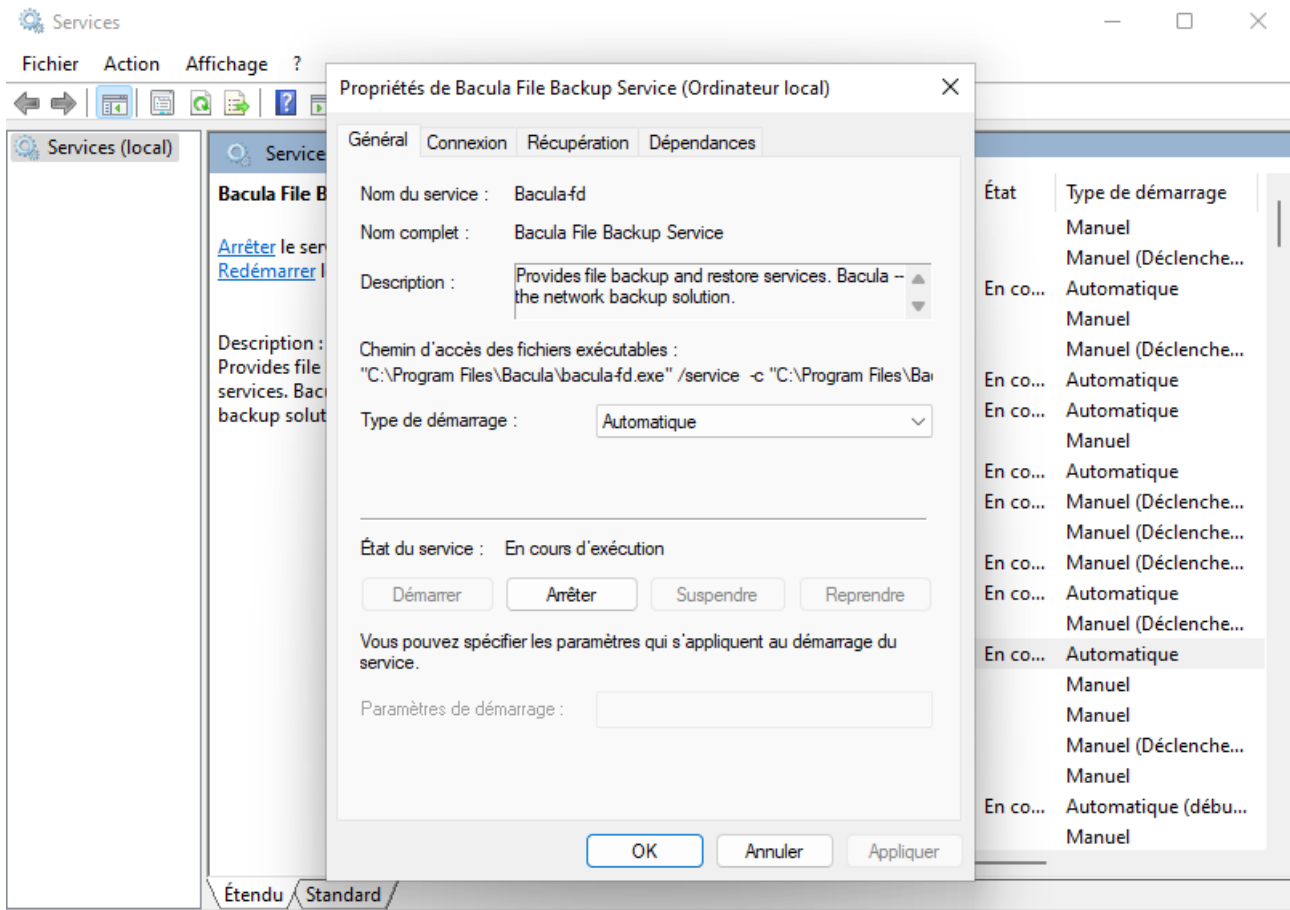 Services
Fichier Action Affichage ?
Services (local)
Service
Bacula File B
Arrêter le ser
Redémarrer l
Description :
Provides file
services. Bac
backup solut
Propriétés de Bacula File Backup Service (Ordinateur local)
Général Connexion Récupération Dépendances
Nom du service : Bacula-fd
Nom complet : Bacula File Backup Service
Description : Provides file backup and restore services. Bacula --
the network backup solution.
Chemin d'accès des fichiers exécutables :
"C:\Program Files\Bacula\bacula-fd.exe" /service -c "C:\Program Files\Ba
Type de démarrage : Automatique
État du service : En cours d'exécution
Démarrer Arrêter Suspendre Reprendre
Vous pouvez spécifier les paramètres qui s'appliquent au démarrage du
service.
Paramètres de démarrage :
OK Annuler Appliquer
État Type de démarrage
Manuel
Manuel (Déclenche...
En co... Automatique
Manuel
Manuel (Déclenche...
En co... Automatique
En co... Automatique
Manuel
En co... Automatique
En co... Manuel (Déclenche...
Manuel (Déclenche...
En co... Manuel (Déclenche...
En co... Automatique
Manuel (Déclenche...
En co... Automatique
Manuel
Manuel
Manuel (Déclenche...
Manuel
En co... Automatique (débu...
Manuel
Étendu Standard